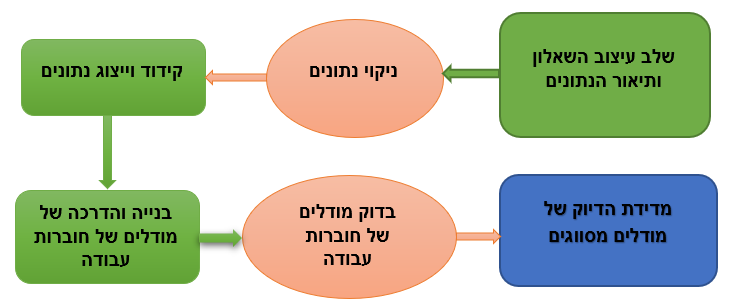 שלב עיצוב השאלון
ותיאור הנתונים
ניקוי נתונים
קידוד וייצוג נתונים
בנייה והדרכה של
מודלים של חוברות
עבודה
בדוק מודלים
של חוברות
עבודה
מדידת הדיוק של
מודלים מסווגים